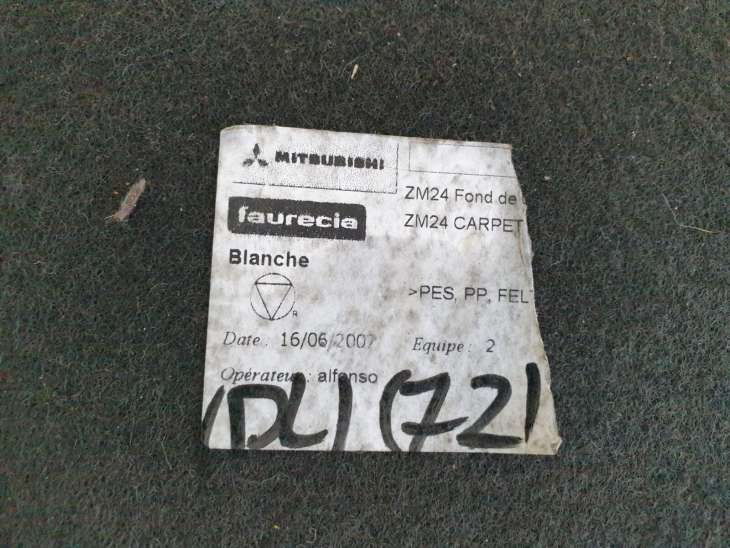 MITSUBISHI
ZM24 Fond de
faurecia
ZM24 CARPET
Blanche
>PES, PP, FEL
R
Date : 16/06/2007 Equipe : 2
Opérateur : alfonso
(DL) (72)